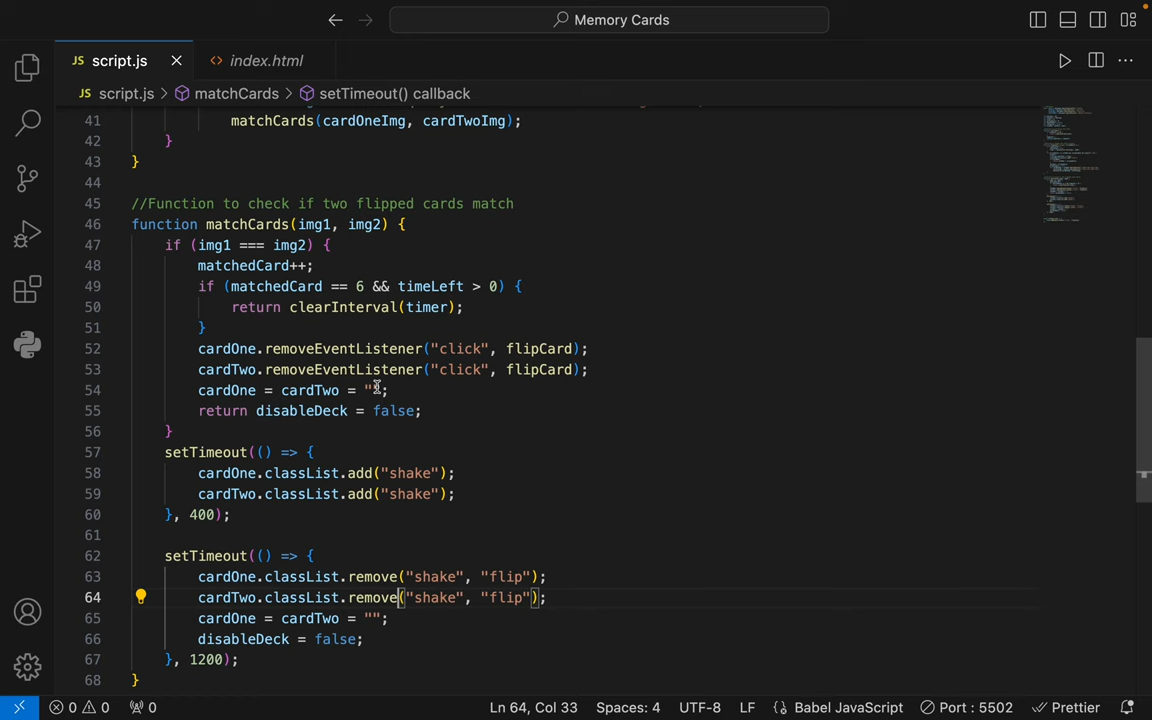 Memory Cards
JS script.js
<> index.html
JS script.js > matchCards > setTimeout() callback
41 matchCards(cardOneImg, cardTwoImg);
42 }
43 }
44
45 //Function to check if two flipped cards match
46 function matchCards(img1, img2) {
47 if (img1 === img2) {
48 matchedCard++;
49 if (matchedCard == 6 && timeLeft > 0) {
50 return clearInterval(timer);
51 }
52 cardOne.removeEventListener("click", flipCard);
53 cardTwo.removeEventListener("click", flipCard);
54 cardOne = cardTwo = "";
55 return disableDeck = false;
56 }
57 setTimeout(() => {
58 cardOne.classList.add("shake");
59 cardTwo.classList.add("shake");
60 }, 400);
61
62 setTimeout(() => {
63 cardOne.classList.remove("shake", "flip");
64 cardTwo.classList.remove("shake", "flip");
65 cardOne = cardTwo = "";
66 disableDeck = false;
67 }, 1200);
68 }
0 0 0 Ln 64, Col 33 Spaces: 4 UTF-8 LF {} Babel JavaScript Port : 5502 Prettier